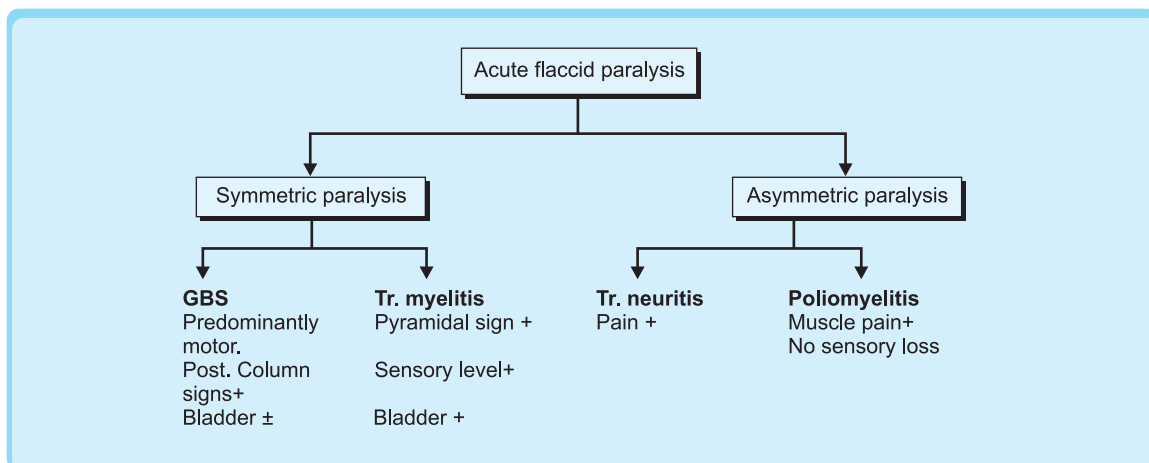 Acute flaccid paralysis
Symmetric paralysis
Asymmetric paralysis
GBS
Predominantly
motor.
Post. Column
signs+
Bladder ±
Tr. myelitis
Pyramidal sign +
Sensory level+
Bladder +
Tr. neuritis
Pain +
Poliomyelitis
Muscle pain+
No sensory loss